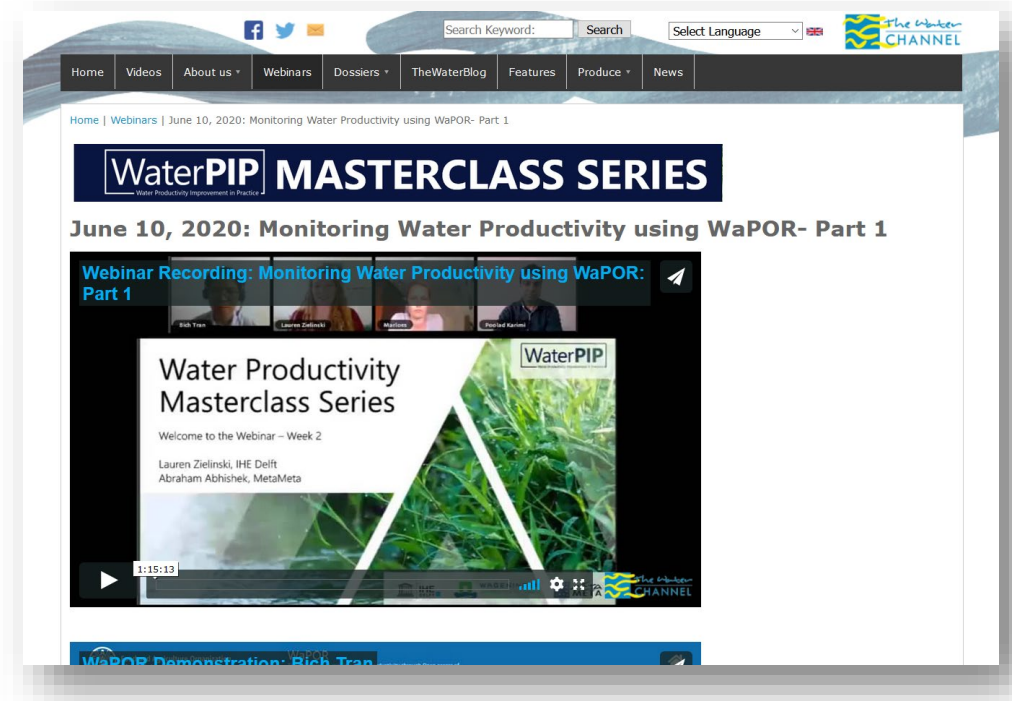 Search Keyword:
Search
Select Language
The Water
CHANNEL
Home Videos About us Webinars Dossiers TheWaterBlog Features Produce News
Home | Webinars | June 10, 2020: Monitoring Water Productivity using WaPOR- Part 1
WaterPIP MASTERCLASS SERIES
Water Productivity Improvement in Practice
June 10, 2020: Monitoring Water Productivity using WaPOR- Part 1
Webinar Recording: Monitoring Water Productivity using WaPOR:
Part 1
Bich Tran
Lauren Zielinski
Marloes
Poolad Karimi
WaterPIP
Water Productivity
Masterclass Series
Welcome to the Webinar – Week 2
Lauren Zielinski, IHE Delft
Abraham Abhishek, MetaMeta
1:15:13
IHE
META
The Water
CHANNEL
WaPOR
WaPOR Demonstration: Bich Tran